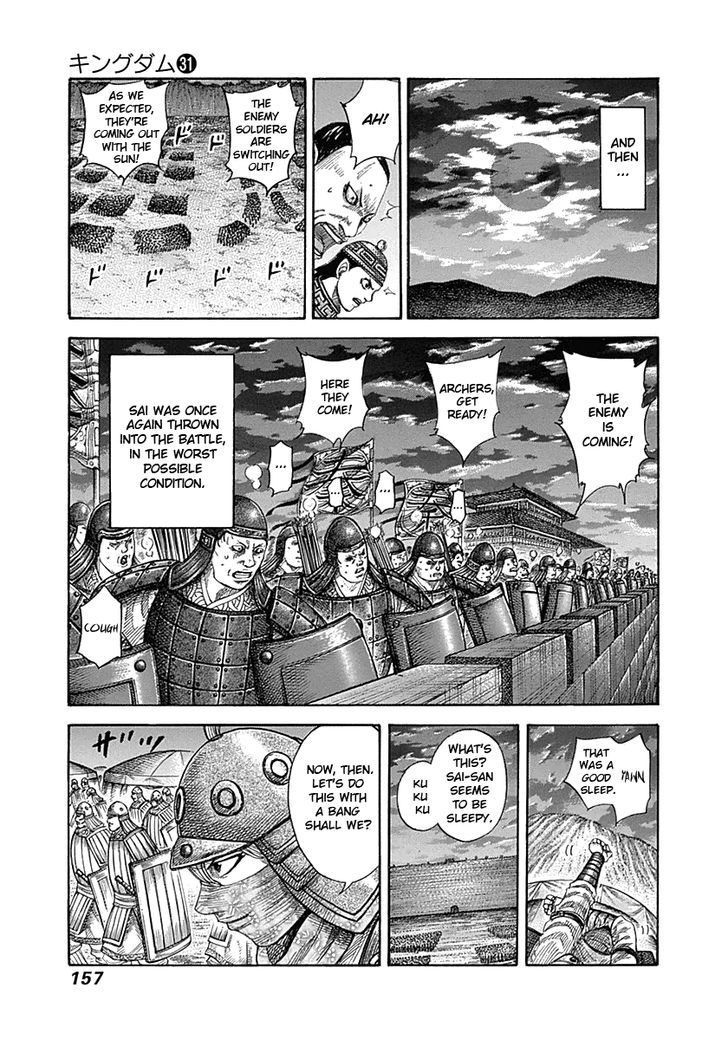 キングダム31
AND
THEN
...
AH!
THE
ENEMY
SOLDIERS
ARE
SWITCHING
OUT!
AS WE
EXPECTED,
THEY'RE
COMING OUT
WITH THE
SUN!
ドド
ドド
THE
ENEMY
IS
COMING!
ARCHERS,
GET
READY!
HERE
THEY
COME!
SAI WAS ONCE
AGAIN THROWN
INTO THE BATTLE,
IN THE WORST
POSSIBLE
CONDITION.
...
...
...
...
COUGH
THAT
WAS A
GOOD
SLEEP.
YAWN
WHAT'S
THIS?
SAI-SAN
SEEMS
TO BE
SLEEPY.
KU
KU
KU
NOW, THEN.
LET'S DO
THIS WITH
A BANG
SHALL WE?
ザッ
157